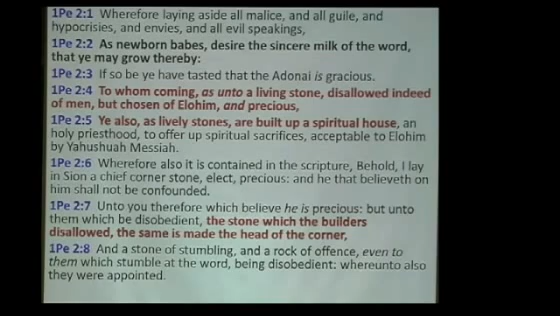 1Pe 2:1 Wherefore laying aside all malice, and all guile, and
hypocrisies, and envies, and all evil speakings,
1Pe 2:2 As newborn babes, desire the sincere milk of the word,
that ye may grow thereby:
1Pe 2:3 If so be ye have tasted that the Adonai is gracious.
1Pe 2:4 To whom coming, as unto a living stone, disallowed indeed
of men, but chosen of Elohim, and precious,
1Pe 2:5 Ye also, as lively stones, are built up a spiritual house, an
holy priesthood, to offer up spiritual sacrifices, acceptable to Elohim
by Yahushuah Messiah.
1Pe 2:6 Wherefore also it is contained in the scripture, Behold, I lay
in Sion a chief corner stone, elect, precious: and he that believeth on
him shall not be confounded.
1Pe 2:7 Unto you therefore which believe he is precious: but unto
them which be disobedient, the stone which the builders
disallowed, the same is made the head of the corner,
1Pe 2:8 And a stone of stumbling, and a rock of offence, even to
them which stumble at the word, being disobedient: whereunto also
they were appointed.